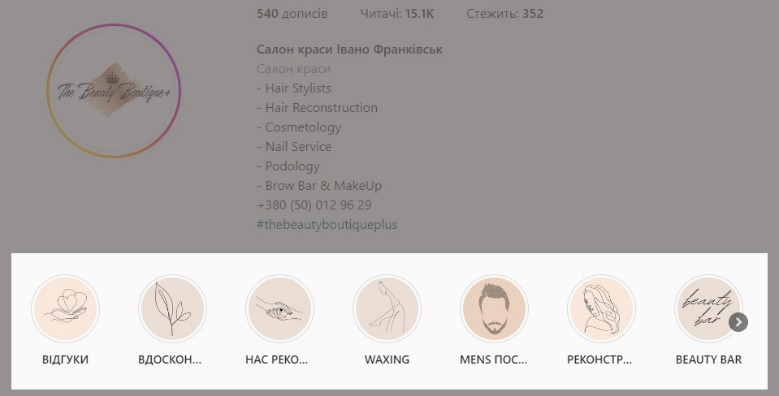 540 дописів Читачі: 15.1K Стежить: 352
The Beauty Boutique+
Салон краси Івано Франківськ
Салон краси
- Hair Stylists
- Hair Reconstruction
- Cosmetology
- Nail Service
- Podology
- Brow Bar & MakeUp
+380 (50) 012 96 29
#thebeautyboutiqueplus
beauty
bar
ВІДГУКИ ВДОСКОН... НАС РЕКО... WAXING MENS ПОС... РЕКОНСТР... BEAUTY BAR